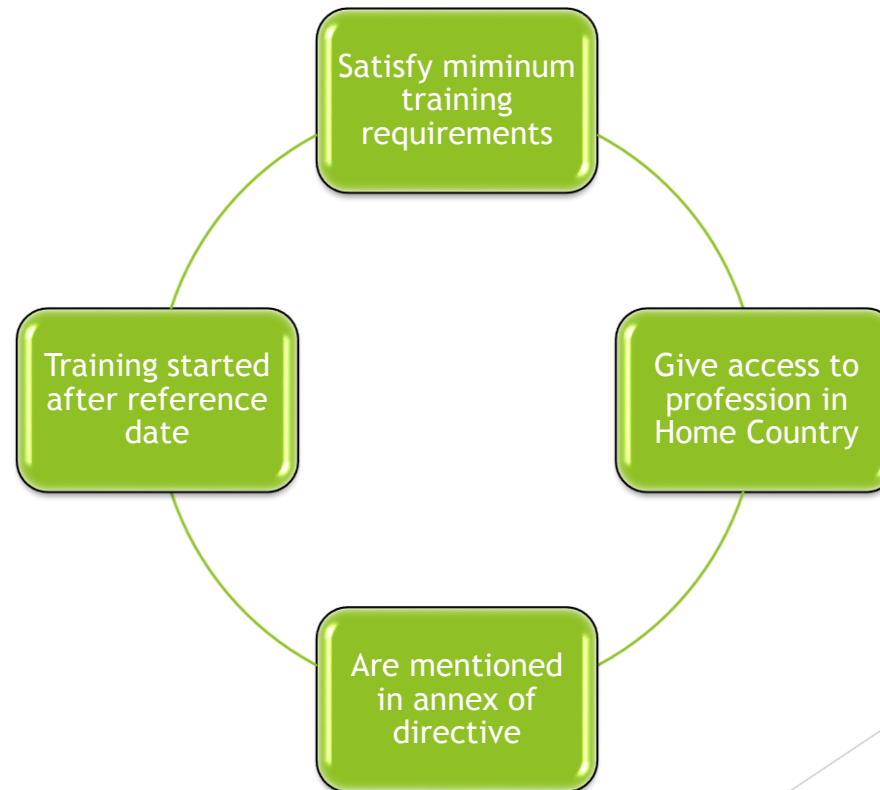 Satisfy miminum
training
requirements
Training started
after reference
date
Give access to
profession in
Home Country
Are mentioned
in annex of
directive